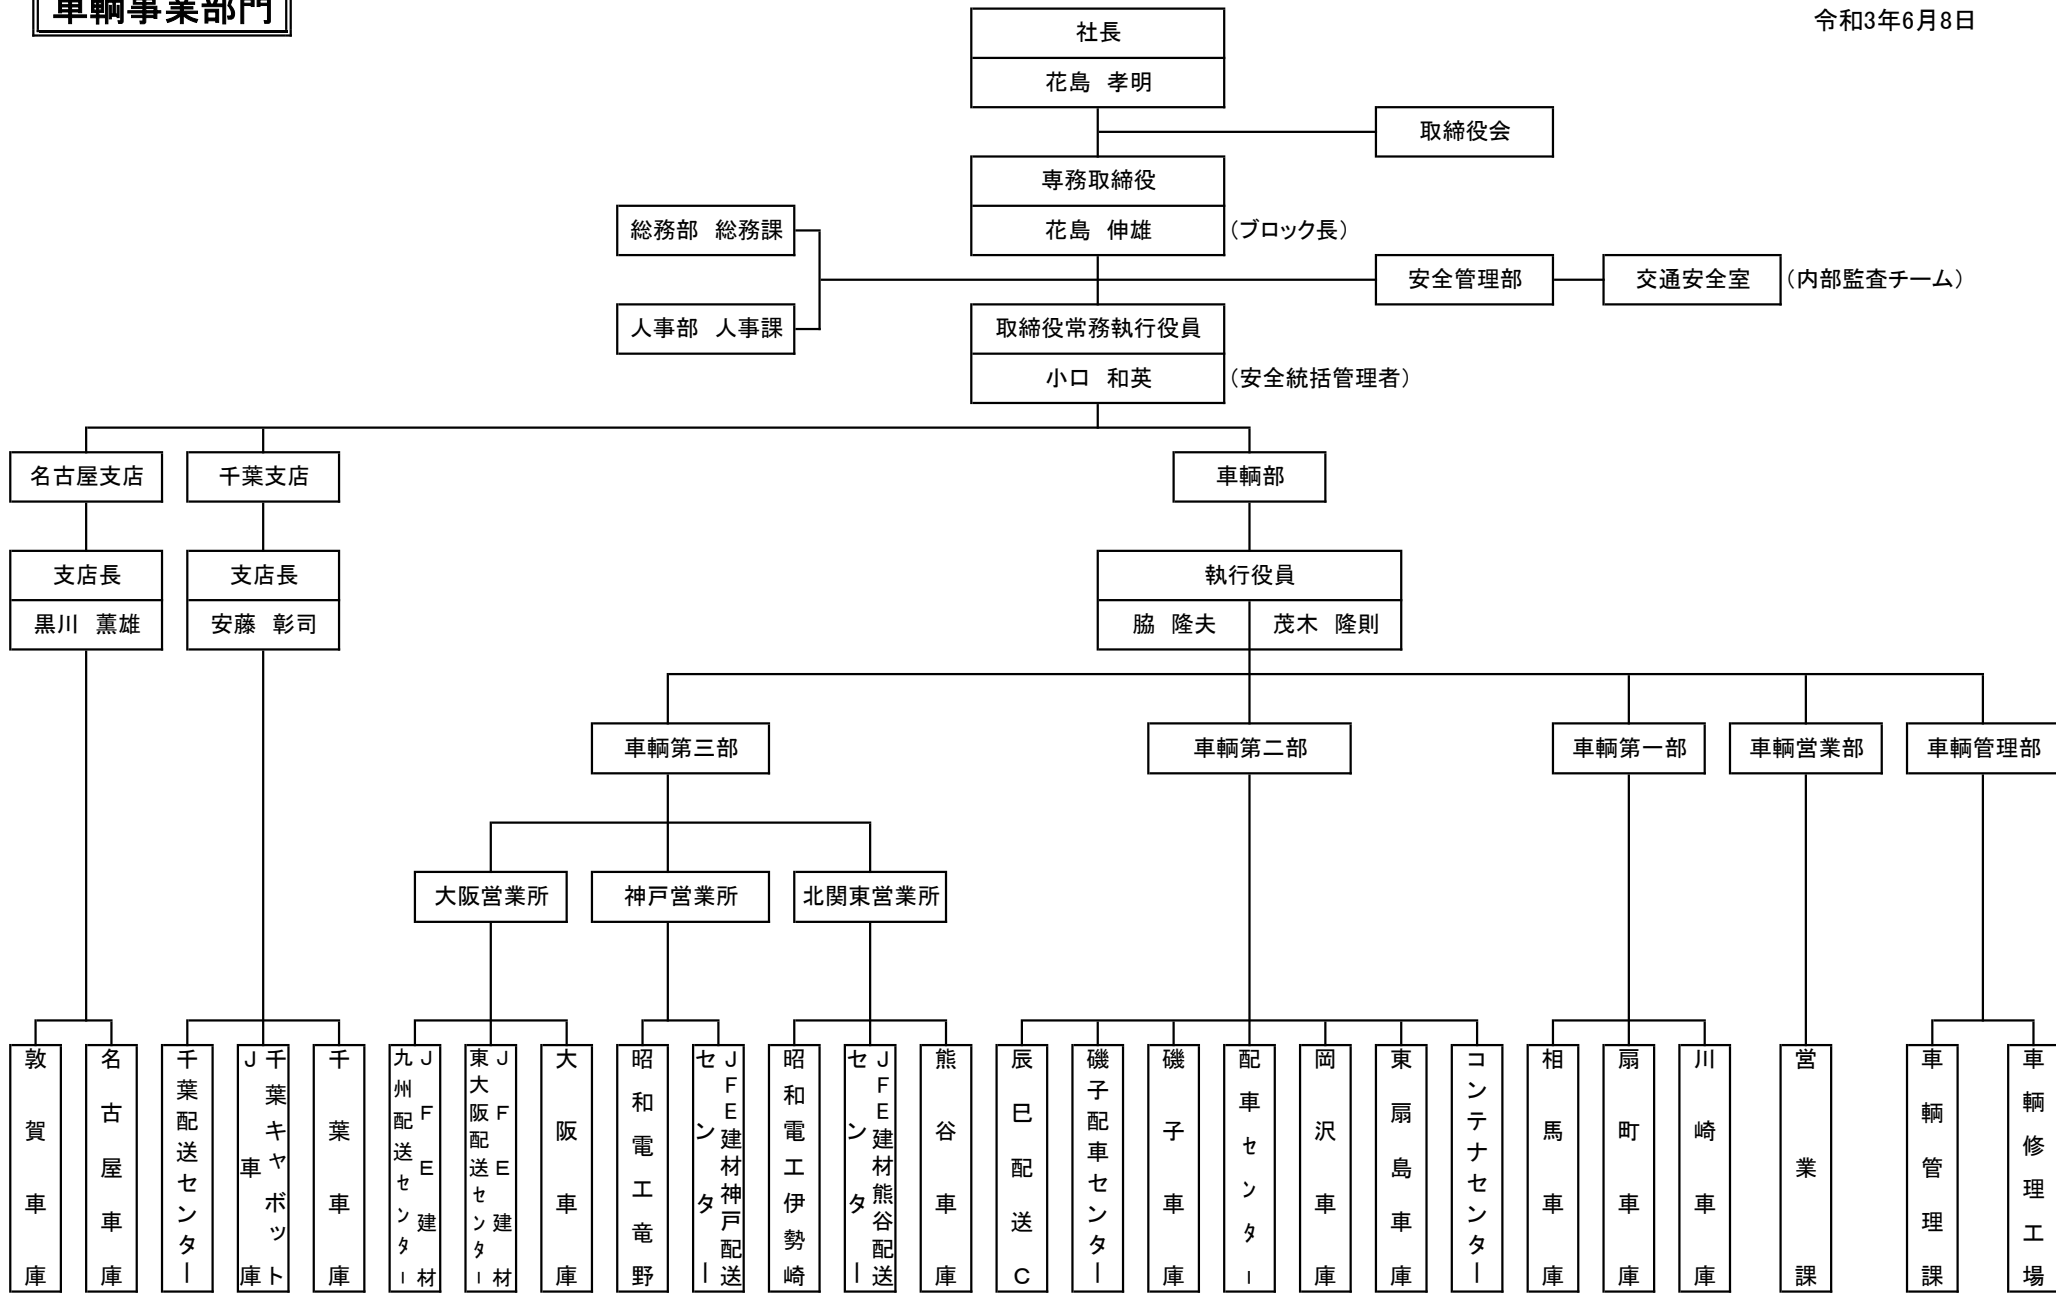 車輌事業部門
令和3年6月8日
社長
花島　孝明
取締役会
専務取締役
花島　伸雄
（ブロック長）
総務部　総務課
安全管理部
交通安全室
（内部監査チーム）
人事部　人事課
取締役常務執行役員
小口　和英
（安全統括管理者）
名古屋支店
千葉支店
車輌部
支店長
支店長
執行役員
黒川　薫雄
安藤　彰司
脇　隆夫
茂木　隆則
車輌第三部
車輌第二部
車輌第一部
車輌営業部
車輌管理部
大阪営業所
神戸営業所
北関東営業所
敦賀車庫
名古屋車庫
千葉配送センター
千葉キャボット
J車庫
千葉車庫
JFE建材
九州配送センター
JFE建材
東大阪配送センター
大阪車庫
昭和電工竜野
JFE建材神戸配送
センター
昭和電工伊勢崎
JFE建材熊谷配送
センター
熊谷車庫
辰巳配送C
磯子配車センター
磯子車庫
配車センター
岡沢車庫
東扇島車庫
コンテナセンター
相馬車庫
扇町車庫
川崎車庫
営業課
車輌管理課
車輌修理工場